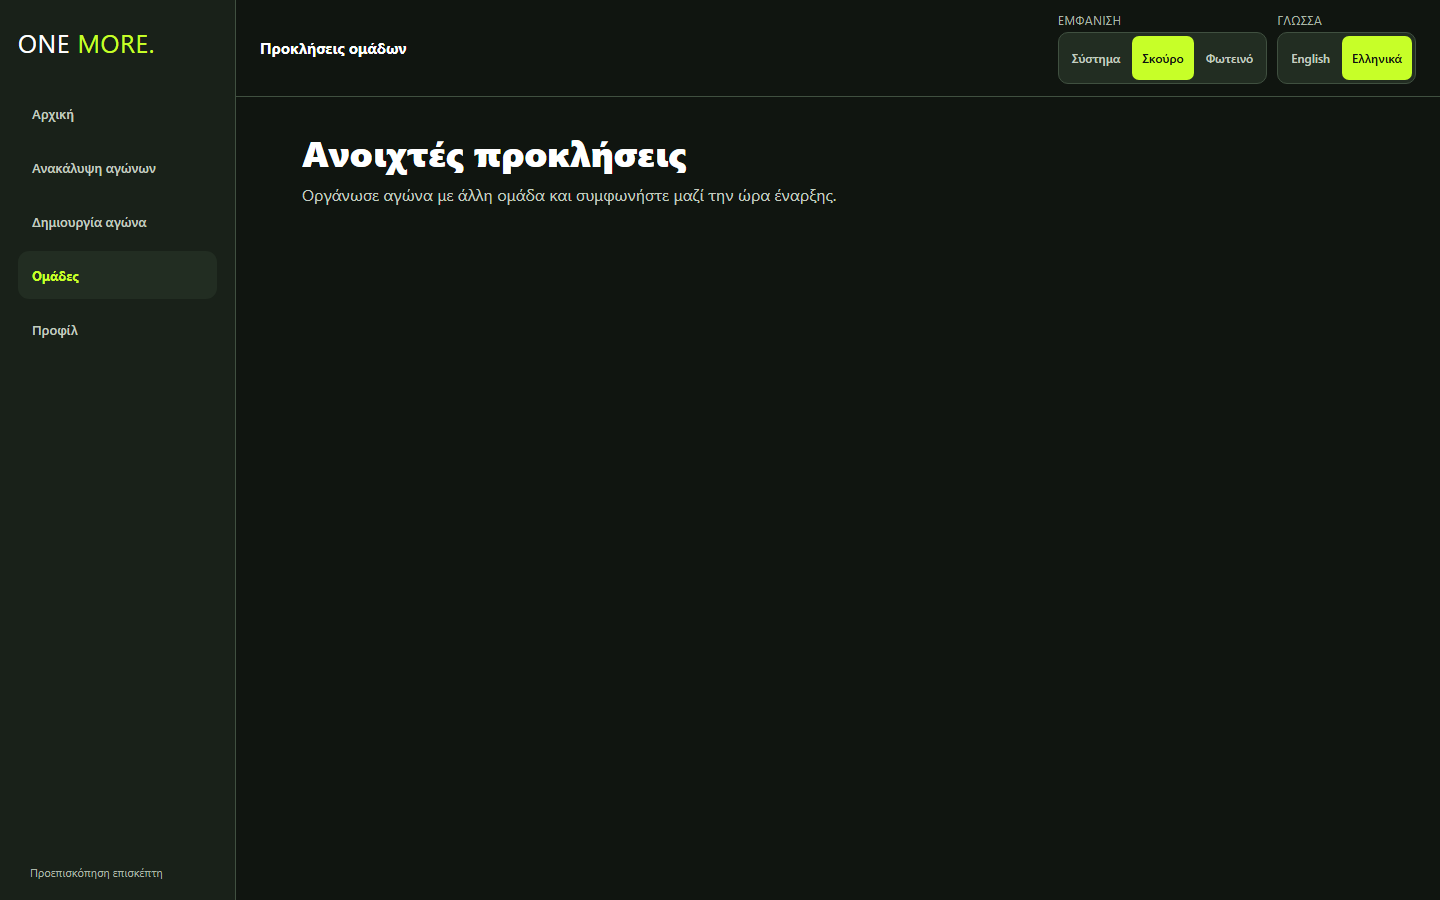 ONE MORE.
Αρχική
Ανακάλυψη αγώνων
Δημιουργία αγώνα
Ομάδες
Προφίλ
Προεπισκόπηση επισκέπτη
Προκλήσεις ομάδων
ΕΜΦΑΝΙΣΗ
Σύστημα Σκούρο Φωτεινό
ΓΛΩΣΣΑ
English Ελληνικά
Ανοιχτές προκλήσεις
Οργάνωσε αγώνα με άλλη ομάδα και συμφωνήστε μαζί την ώρα έναρξης.